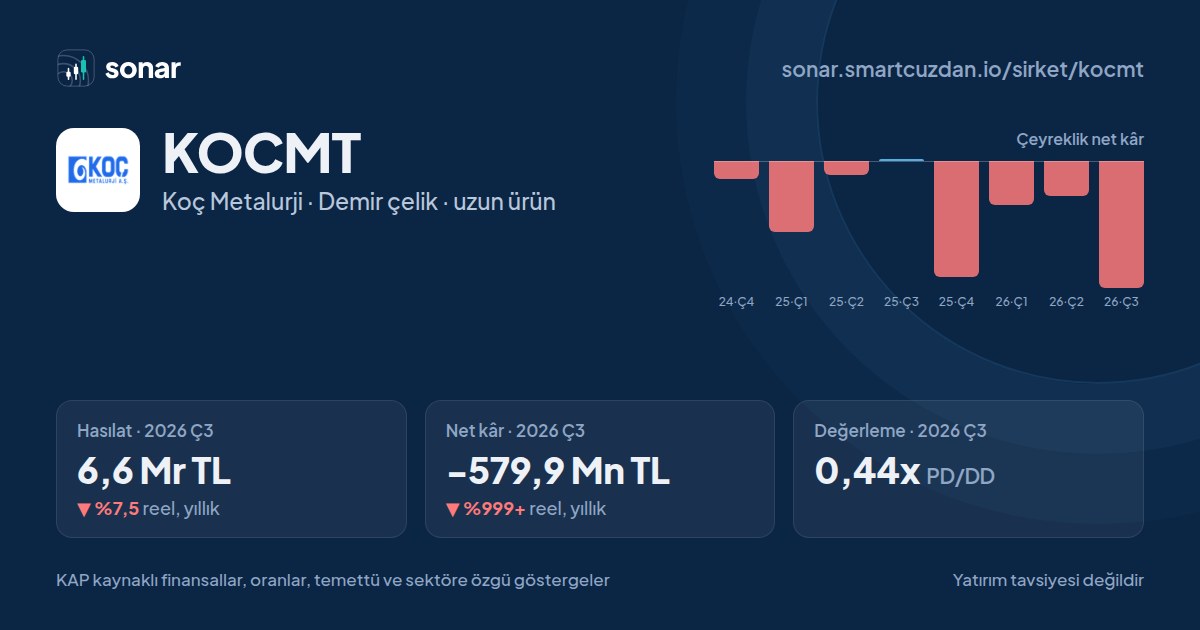 sonar
sonar.smartcuzdan.io/sirket/kocmt
KOÇ
METALURJİ A.Ş.
KOCMT
Koç Metalurji · Demir çelik · uzun ürün
Çeyreklik net kâr
24·Ç4 25·Ç1 25·Ç2 25·Ç3 25·Ç4 26·Ç1 26·Ç2 26·Ç3
Hasılat · 2026 Ç3
6,6 Mr TL
▼ %7,5 reel, yıllık
Net kâr · 2026 Ç3
−579,9 Mn TL
▼ %999+ reel, yıllık
Değerleme · 2026 Ç3
0,44x PD/DD
KAP kaynaklı finansallar, oranlar, temettü ve sektöre özgü göstergeler
Yatırım tavsiyesi değildir